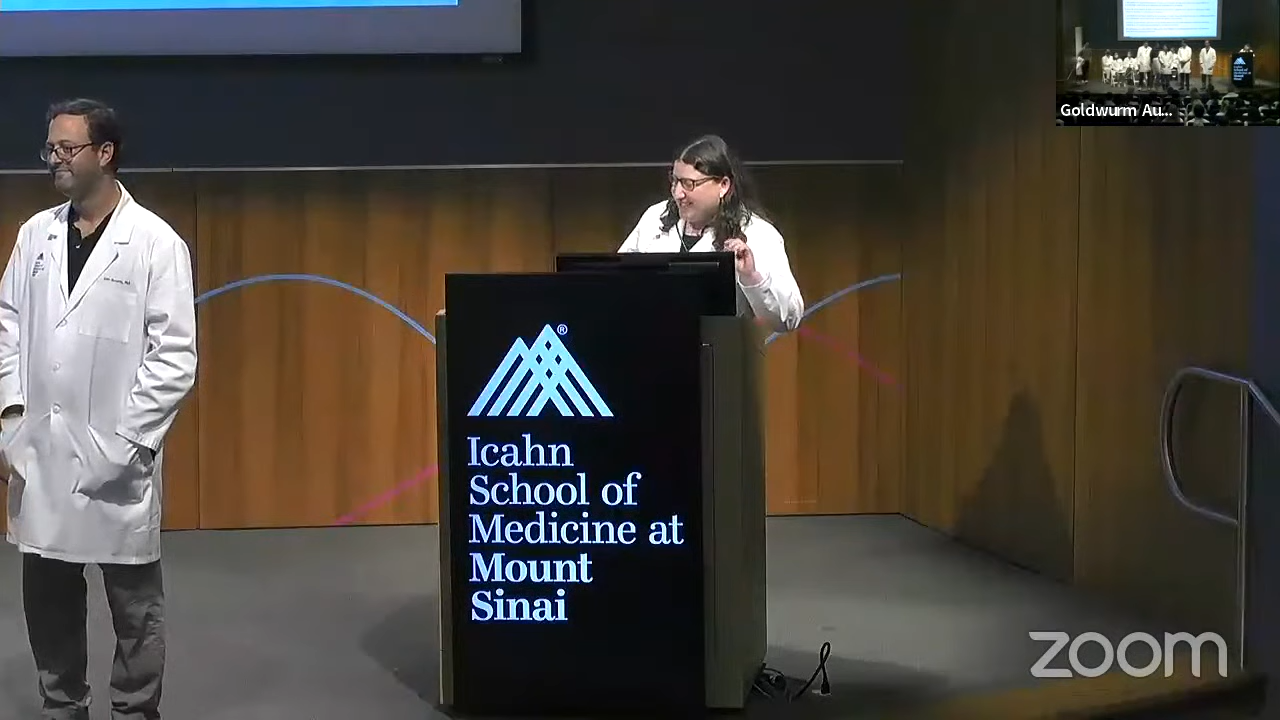 Goldwurm Au...
®
Icahn
School of
Medicine at
Mount
Sinai
zoom